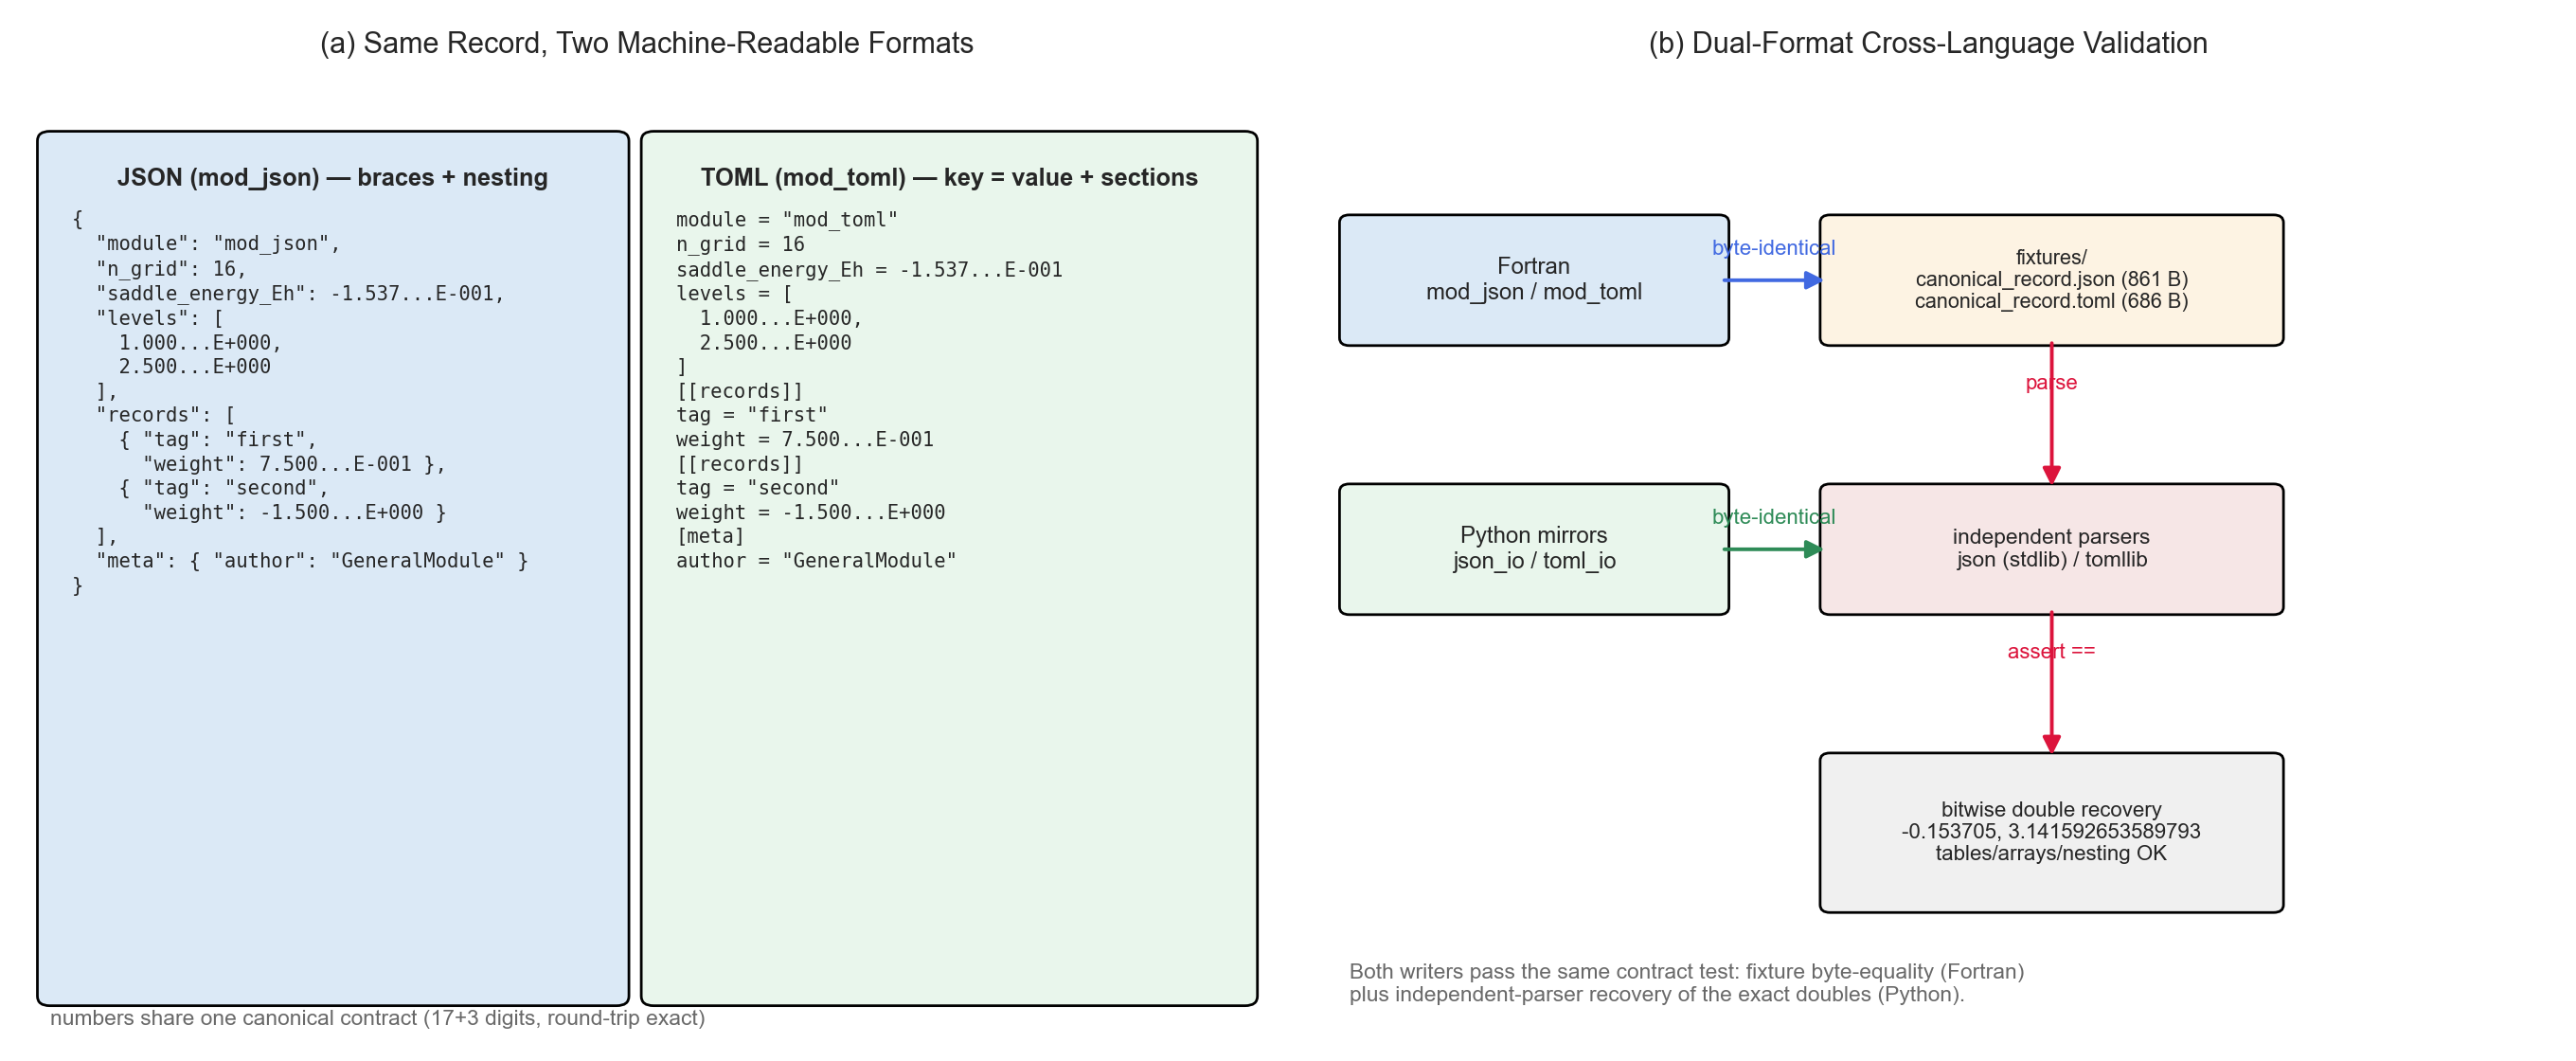 (a) Same Record, Two Machine-Readable Formats
JSON (mod_json) — braces + nesting
{
  "module": "mod_json",
  "n_grid": 16,
  "saddle_energy_Eh": -1.537...E-001,
  "levels": [
    1.000...E+000,
    2.500...E+000
  ],
  "records": [
    { "tag": "first",
      "weight": 7.500...E-001 },
    { "tag": "second",
      "weight": -1.500...E+000 }
  ],
  "meta": { "author": "GeneralModule" }
}
TOML (mod_toml) — key = value + sections
module = "mod_toml"
n_grid = 16
saddle_energy_Eh = -1.537...E-001
levels = [
  1.000...E+000,
  2.500...E+000
]
[[records]]
tag = "first"
weight = 7.500...E-001
[[records]]
tag = "second"
weight = -1.500...E+000
[meta]
author = "GeneralModule"
numbers share one canonical contract (17+3 digits, round-trip exact)
(b) Dual-Format Cross-Language Validation
Fortran
mod_json / mod_toml
byte-identical
fixtures/
canonical_record.json (861 B)
canonical_record.toml (686 B)
parse
Python mirrors
json_io / toml_io
byte-identical
independent parsers
json (stdlib) / tomllib
assert ==
bitwise double recovery
-0.153705, 3.141592653589793
tables/arrays/nesting OK
Both writers pass the same contract test: fixture byte-equality (Fortran)
plus independent-parser recovery of the exact doubles (Python).